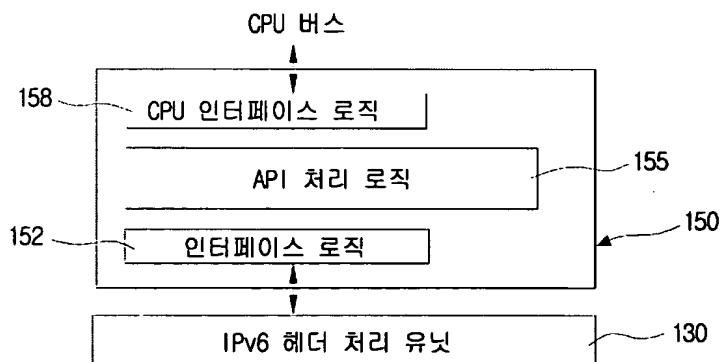 CPU 버스
158
CPU 인터페이스 로직
API 처리 로직
155
152
인터페이스 로직
150
IPv6 헤더 처리 유닛
130